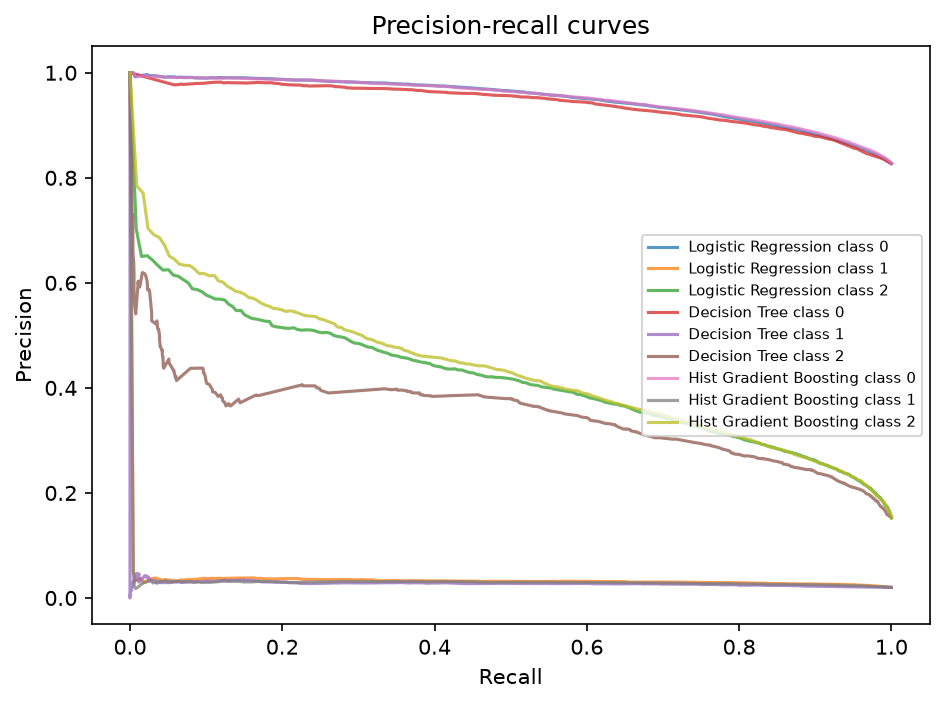 Precision-recall curves
1.0
0.8
0.6
0.4
0.2
0.0
Precision
Logistic Regression class 0
Logistic Regression class 1
Logistic Regression class 2
Decision Tree class 0
Decision Tree class 1
Decision Tree class 2
Hist Gradient Boosting class 0
Hist Gradient Boosting class 1
Hist Gradient Boosting class 2
0.0 0.2 0.4 0.6 0.8 1.0
Recall